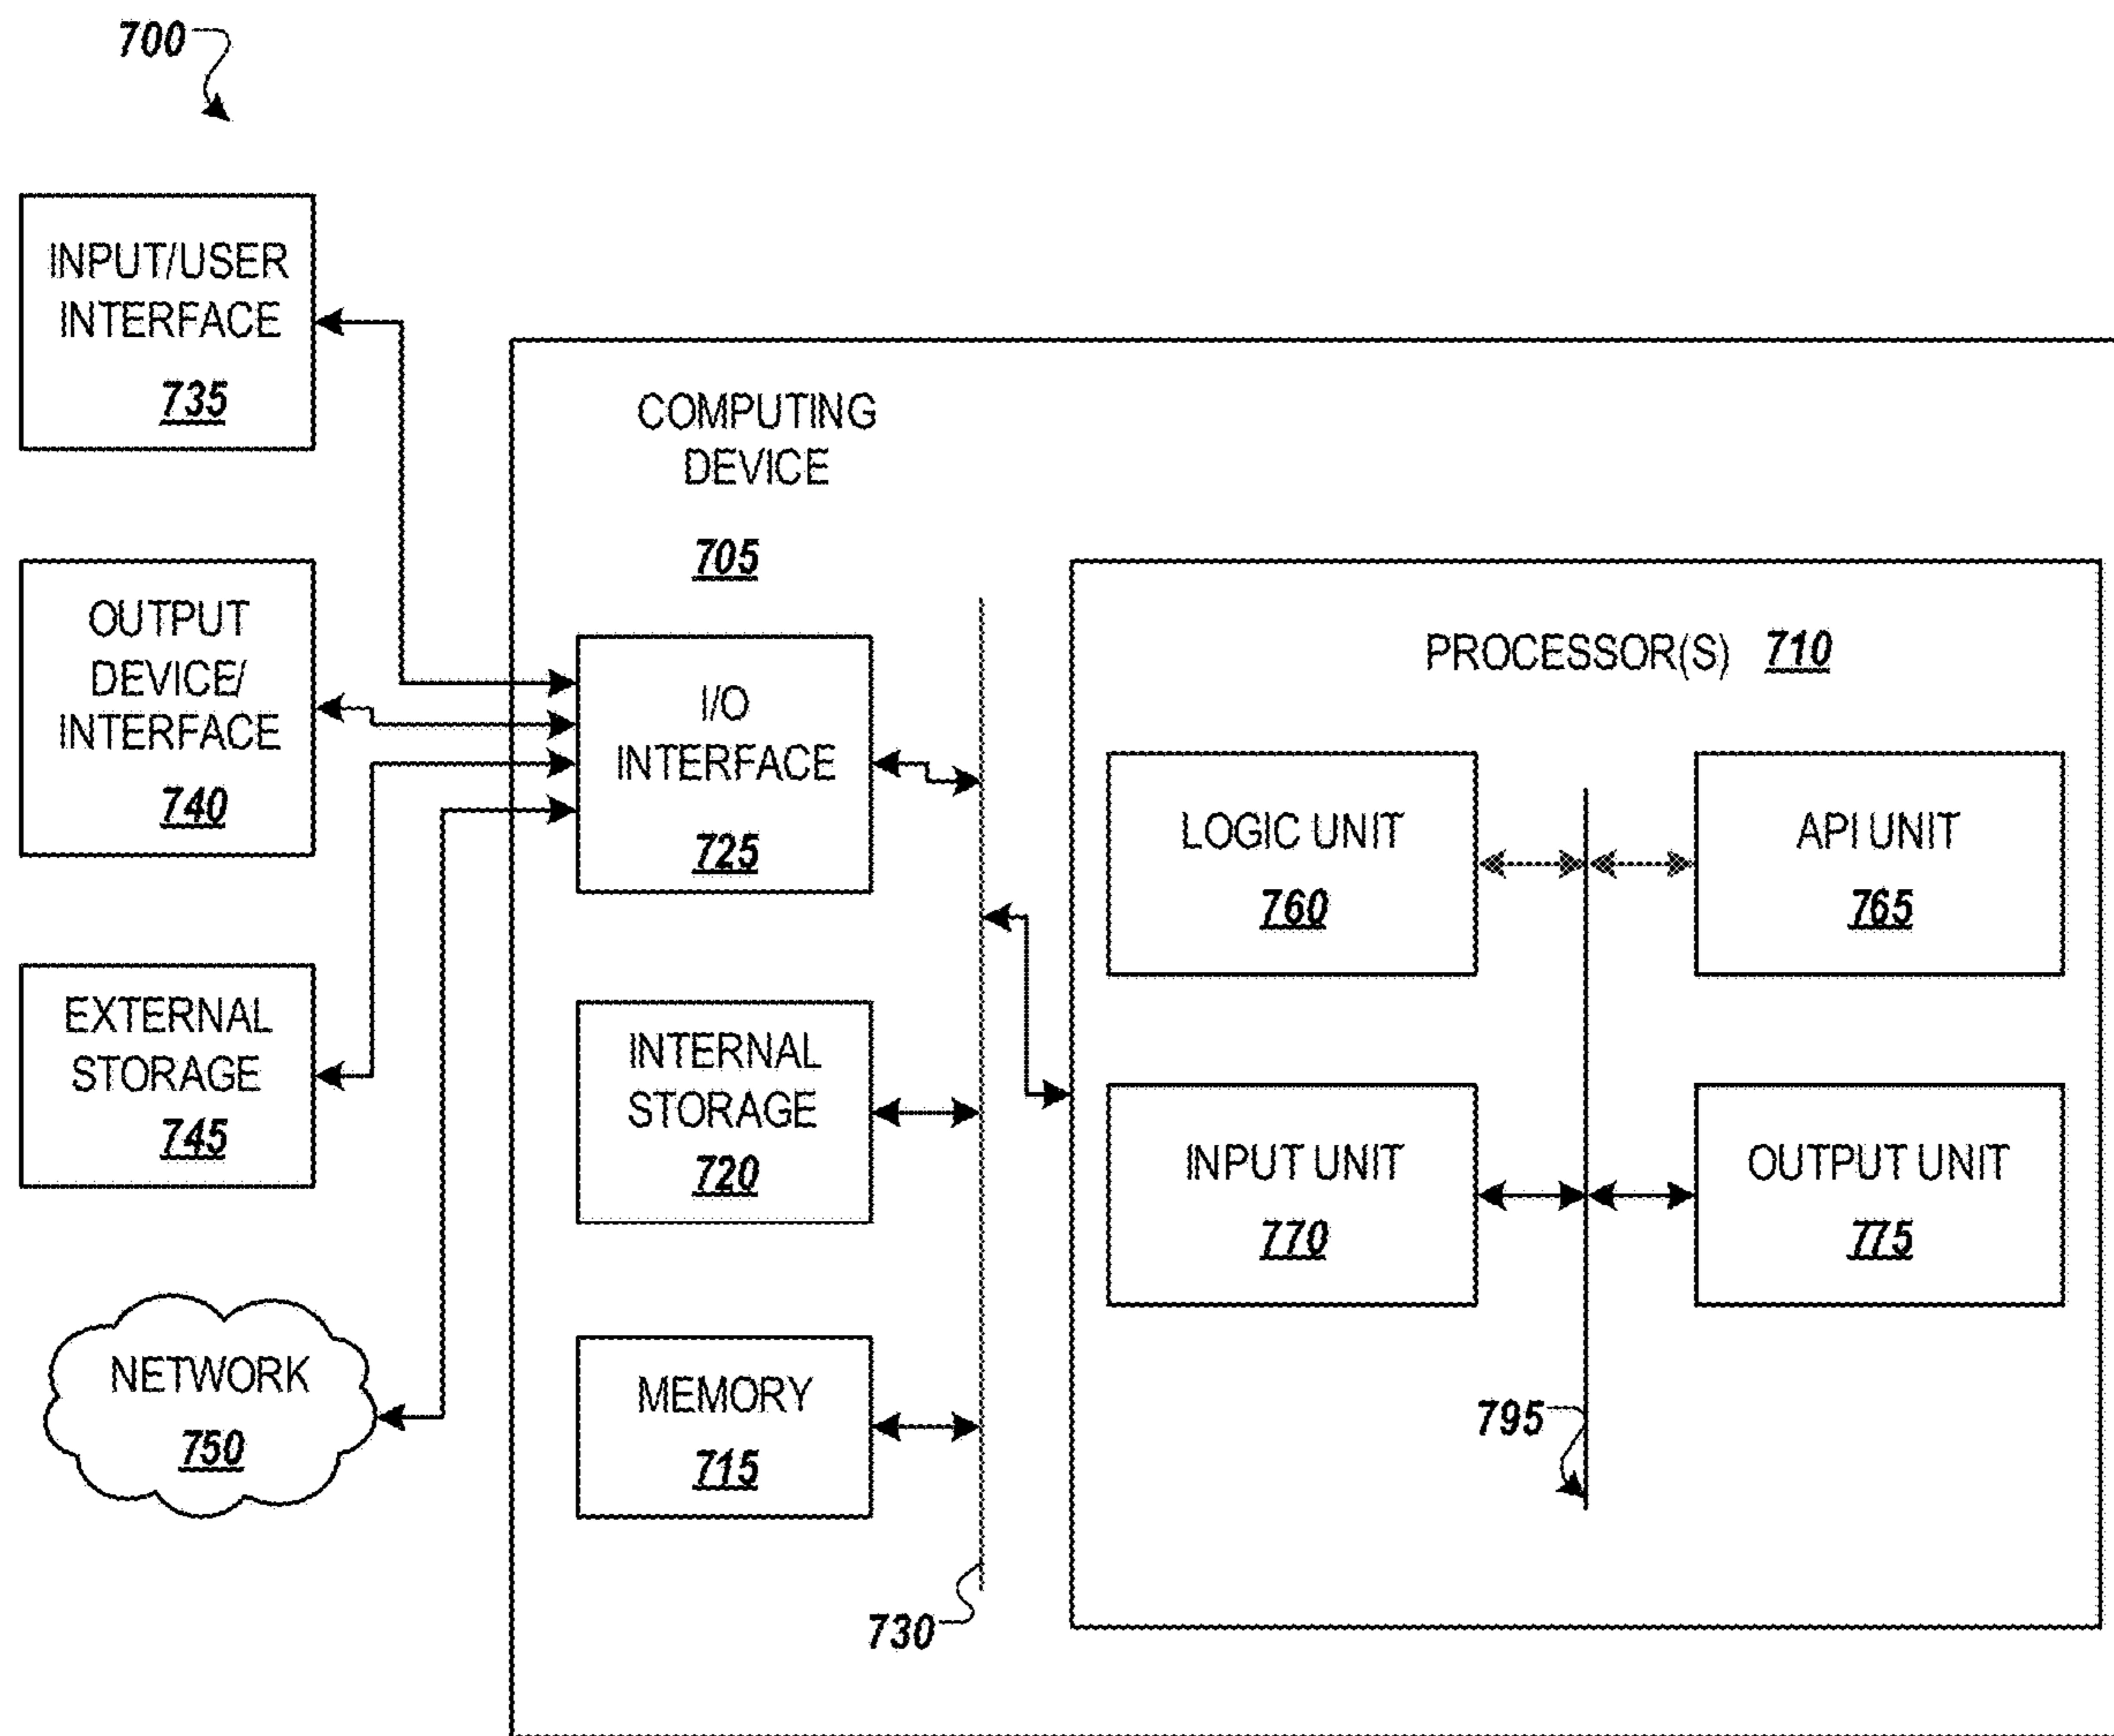 700
INPUT/USER
INTERFACE
735
COMPUTING
DEVICE
705
OUTPUT
DEVICE/
INTERFACE
740
I/O
INTERFACE
725
PROCESSOR(S) 710
LOGIC UNIT
760
API UNIT
765
EXTERNAL
STORAGE
745
INTERNAL
STORAGE
720
INPUT UNIT
770
OUTPUT UNIT
775
NETWORK
750
MEMORY
715
795
730